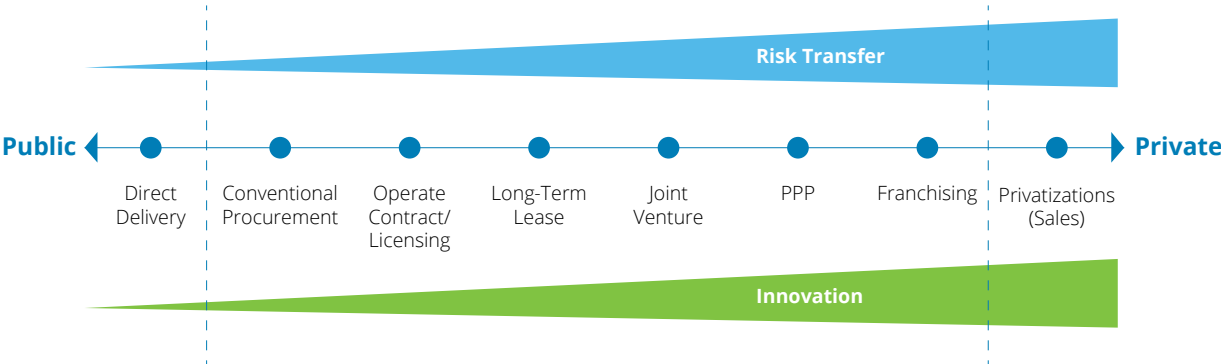 Risk Transfer
Public
Private
Direct
Delivery
Conventional
Procurement
Operate
Contract/
Licensing
Long-Term
Lease
Joint
Venture
PPP
Franchising
Privatizations
(Sales)
Innovation